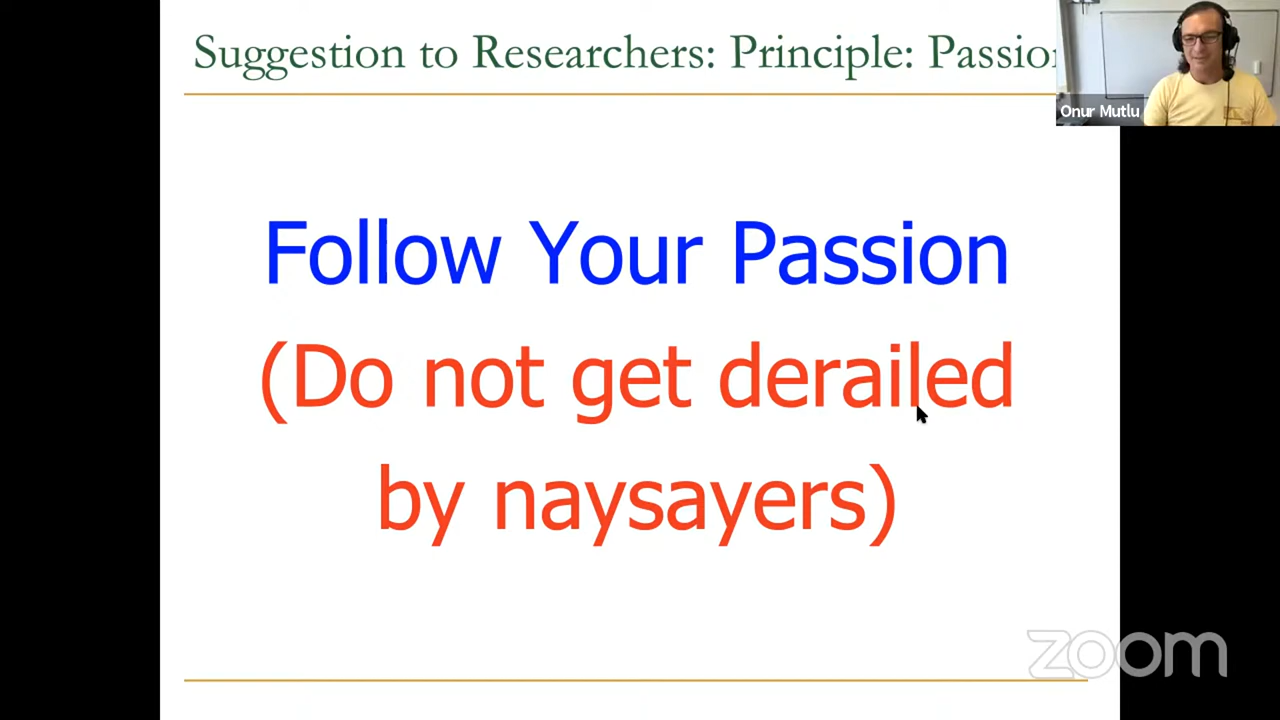 Suggestion to Researchers: Principle: Passion
Onur Mutlu
Follow Your Passion
(Do not get derailed
by naysayers)
zoom